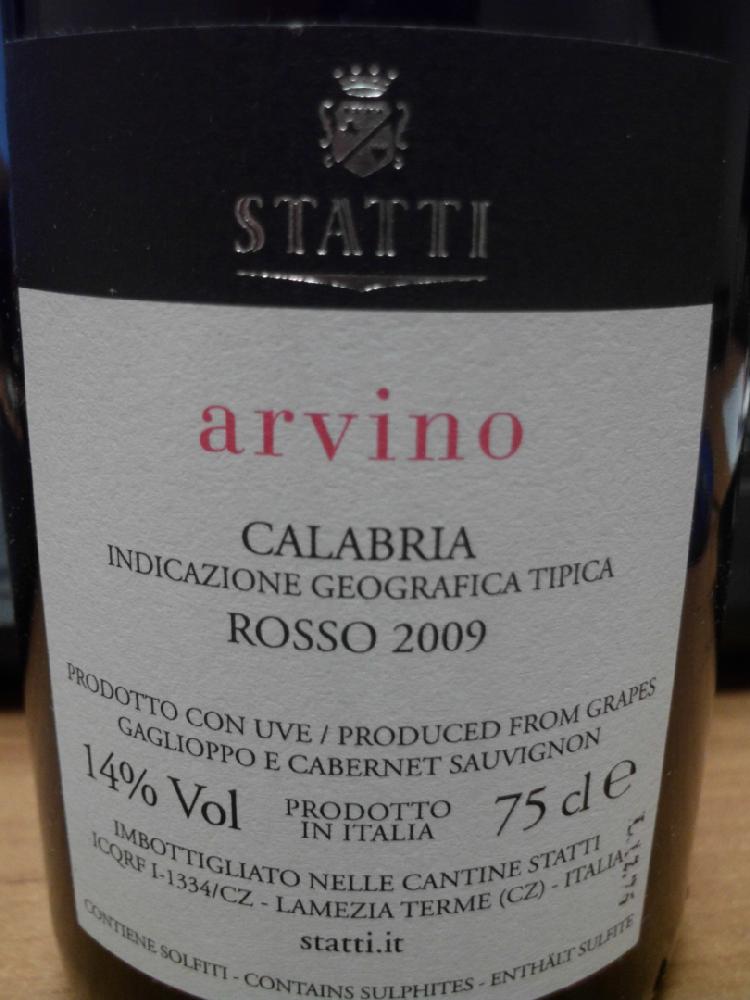 STATTI
arvino
CALABRIA
INDICAZIONE GEOGRAFICA TIPICA
ROSSO 2009
PRODOTTO CON UVE / PRODUCED FROM GRAPES
GAGLIOPPO E CABERNET SAUVIGNON
14% Vol PRODOTTO IN ITALIA 75 cl e
IMBOTTIGLIATO NELLE CANTINE STATTI
ICQRF I-1334/CZ - LAMEZIA TERME (CZ) - ITALIA
statti.it
CONTIENE SOLFITI - CONTAINS SULPHITES - ENTHÄLT SULFITE